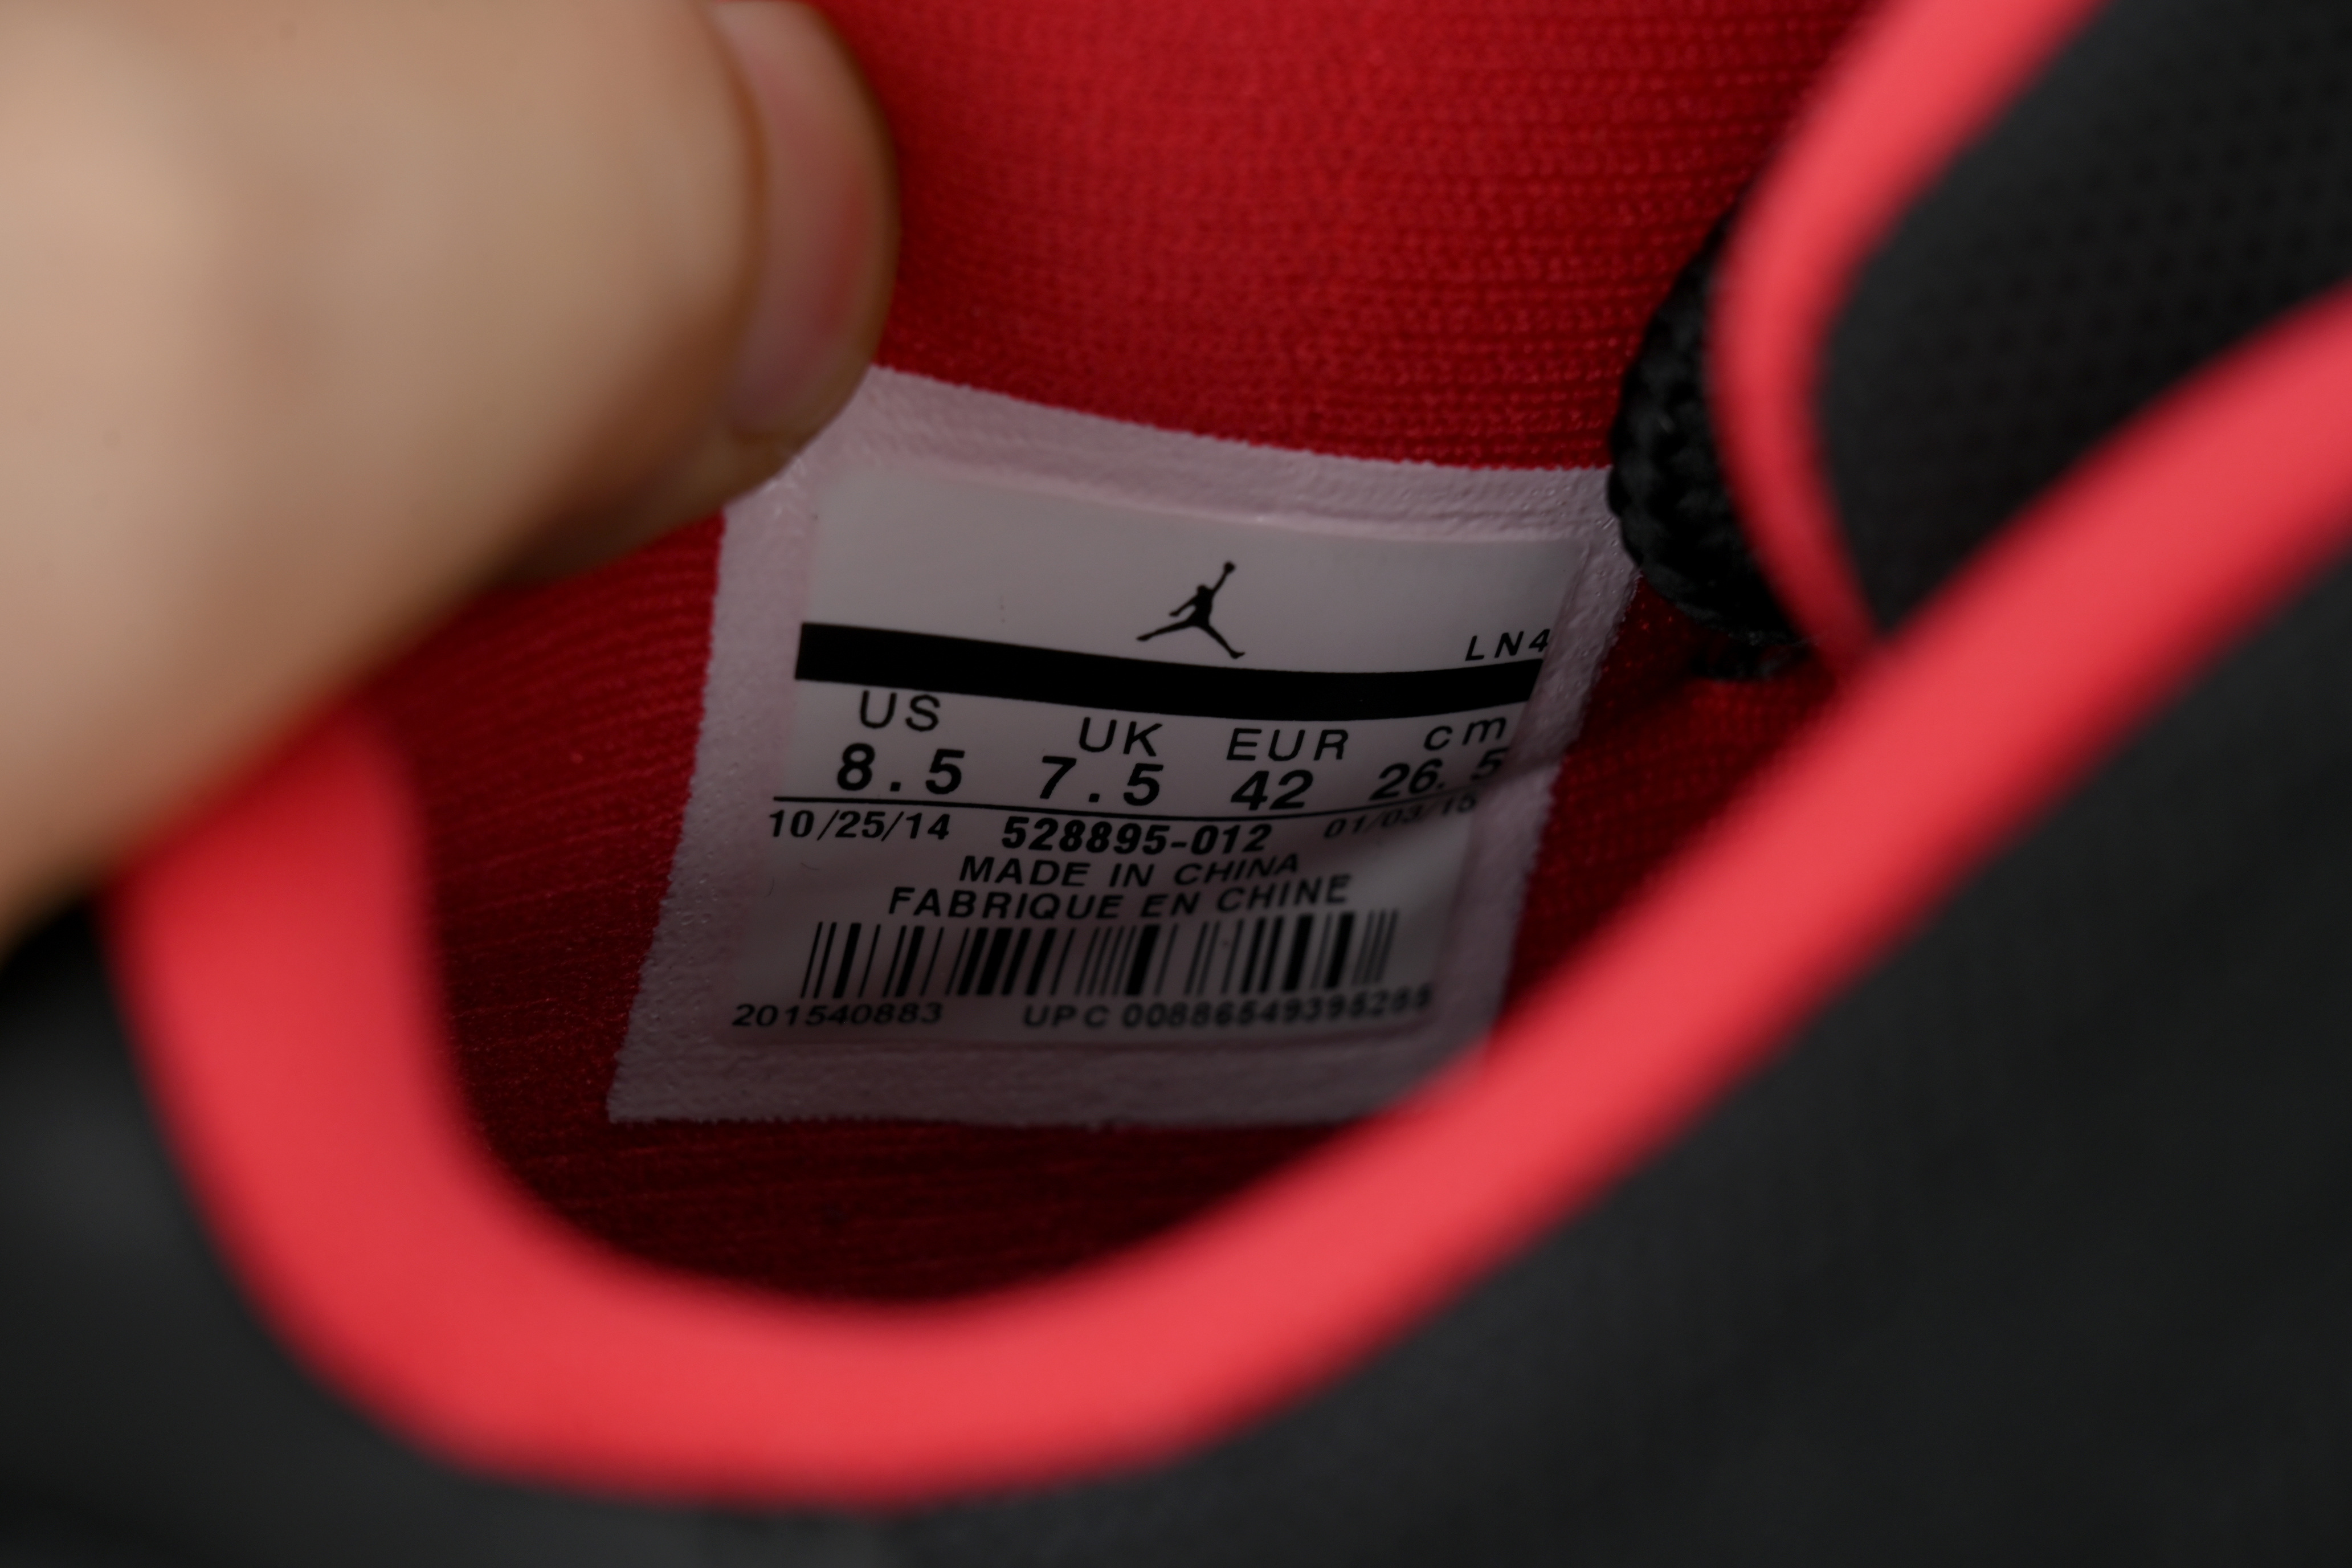 LN4
US UK EUR cm
8.5 7.5 42 26.5
10/25/14 528895-012 01/03/15
MADE IN CHINA
FABRIQUE EN CHINE
201540883 UPC 00886549395285